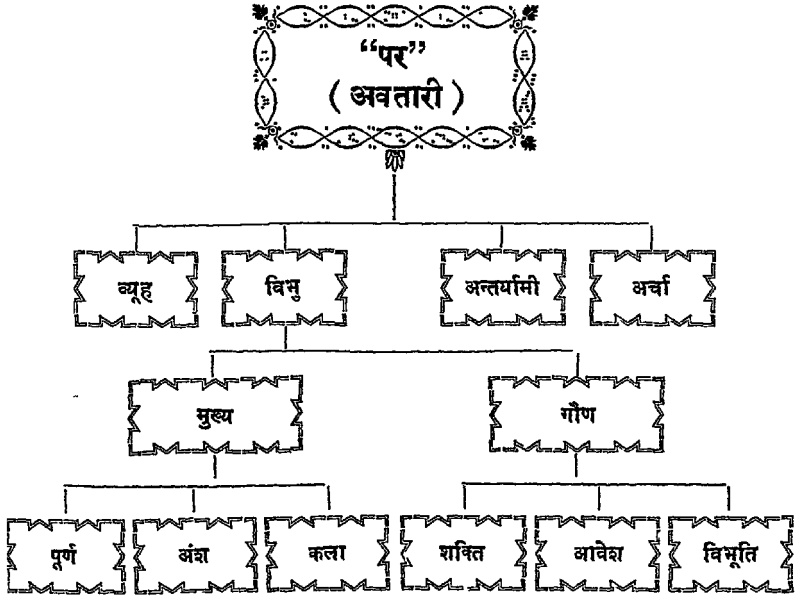 “पर”
(अवतारी)
व्यूह विभु अन्तर्यामी अर्चा
मुख्य गौण
पूर्ण अंश कला शक्ति आवेश विभूति